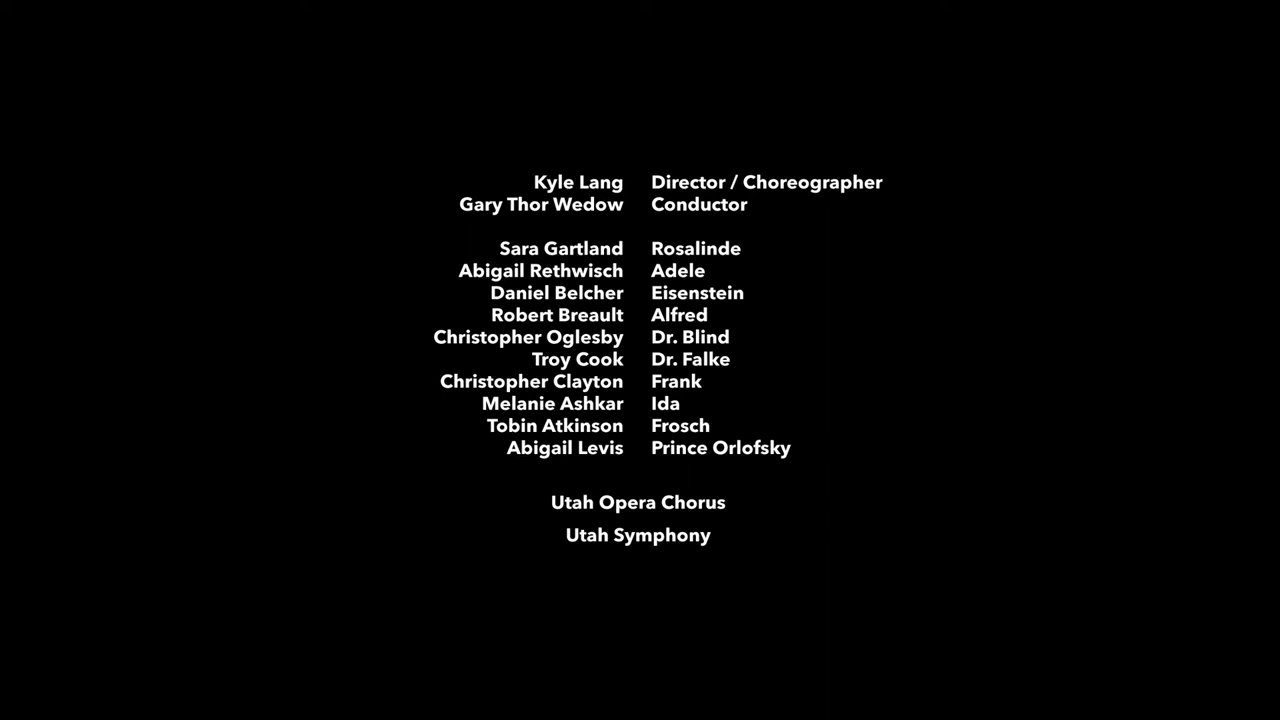 Kyle Lang Director / Choreographer
Gary Thor Wedow Conductor
Sara Gartland Rosalinde
Abigail Rethwisch Adele
Daniel Belcher Eisenstein
Robert Breault Alfred
Christopher Oglesby Dr. Blind
Troy Cook Dr. Falke
Christopher Clayton Frank
Melanie Ashkar Ida
Tobin Atkinson Frosch
Abigail Levis Prince Orlofsky
Utah Opera Chorus
Utah Symphony